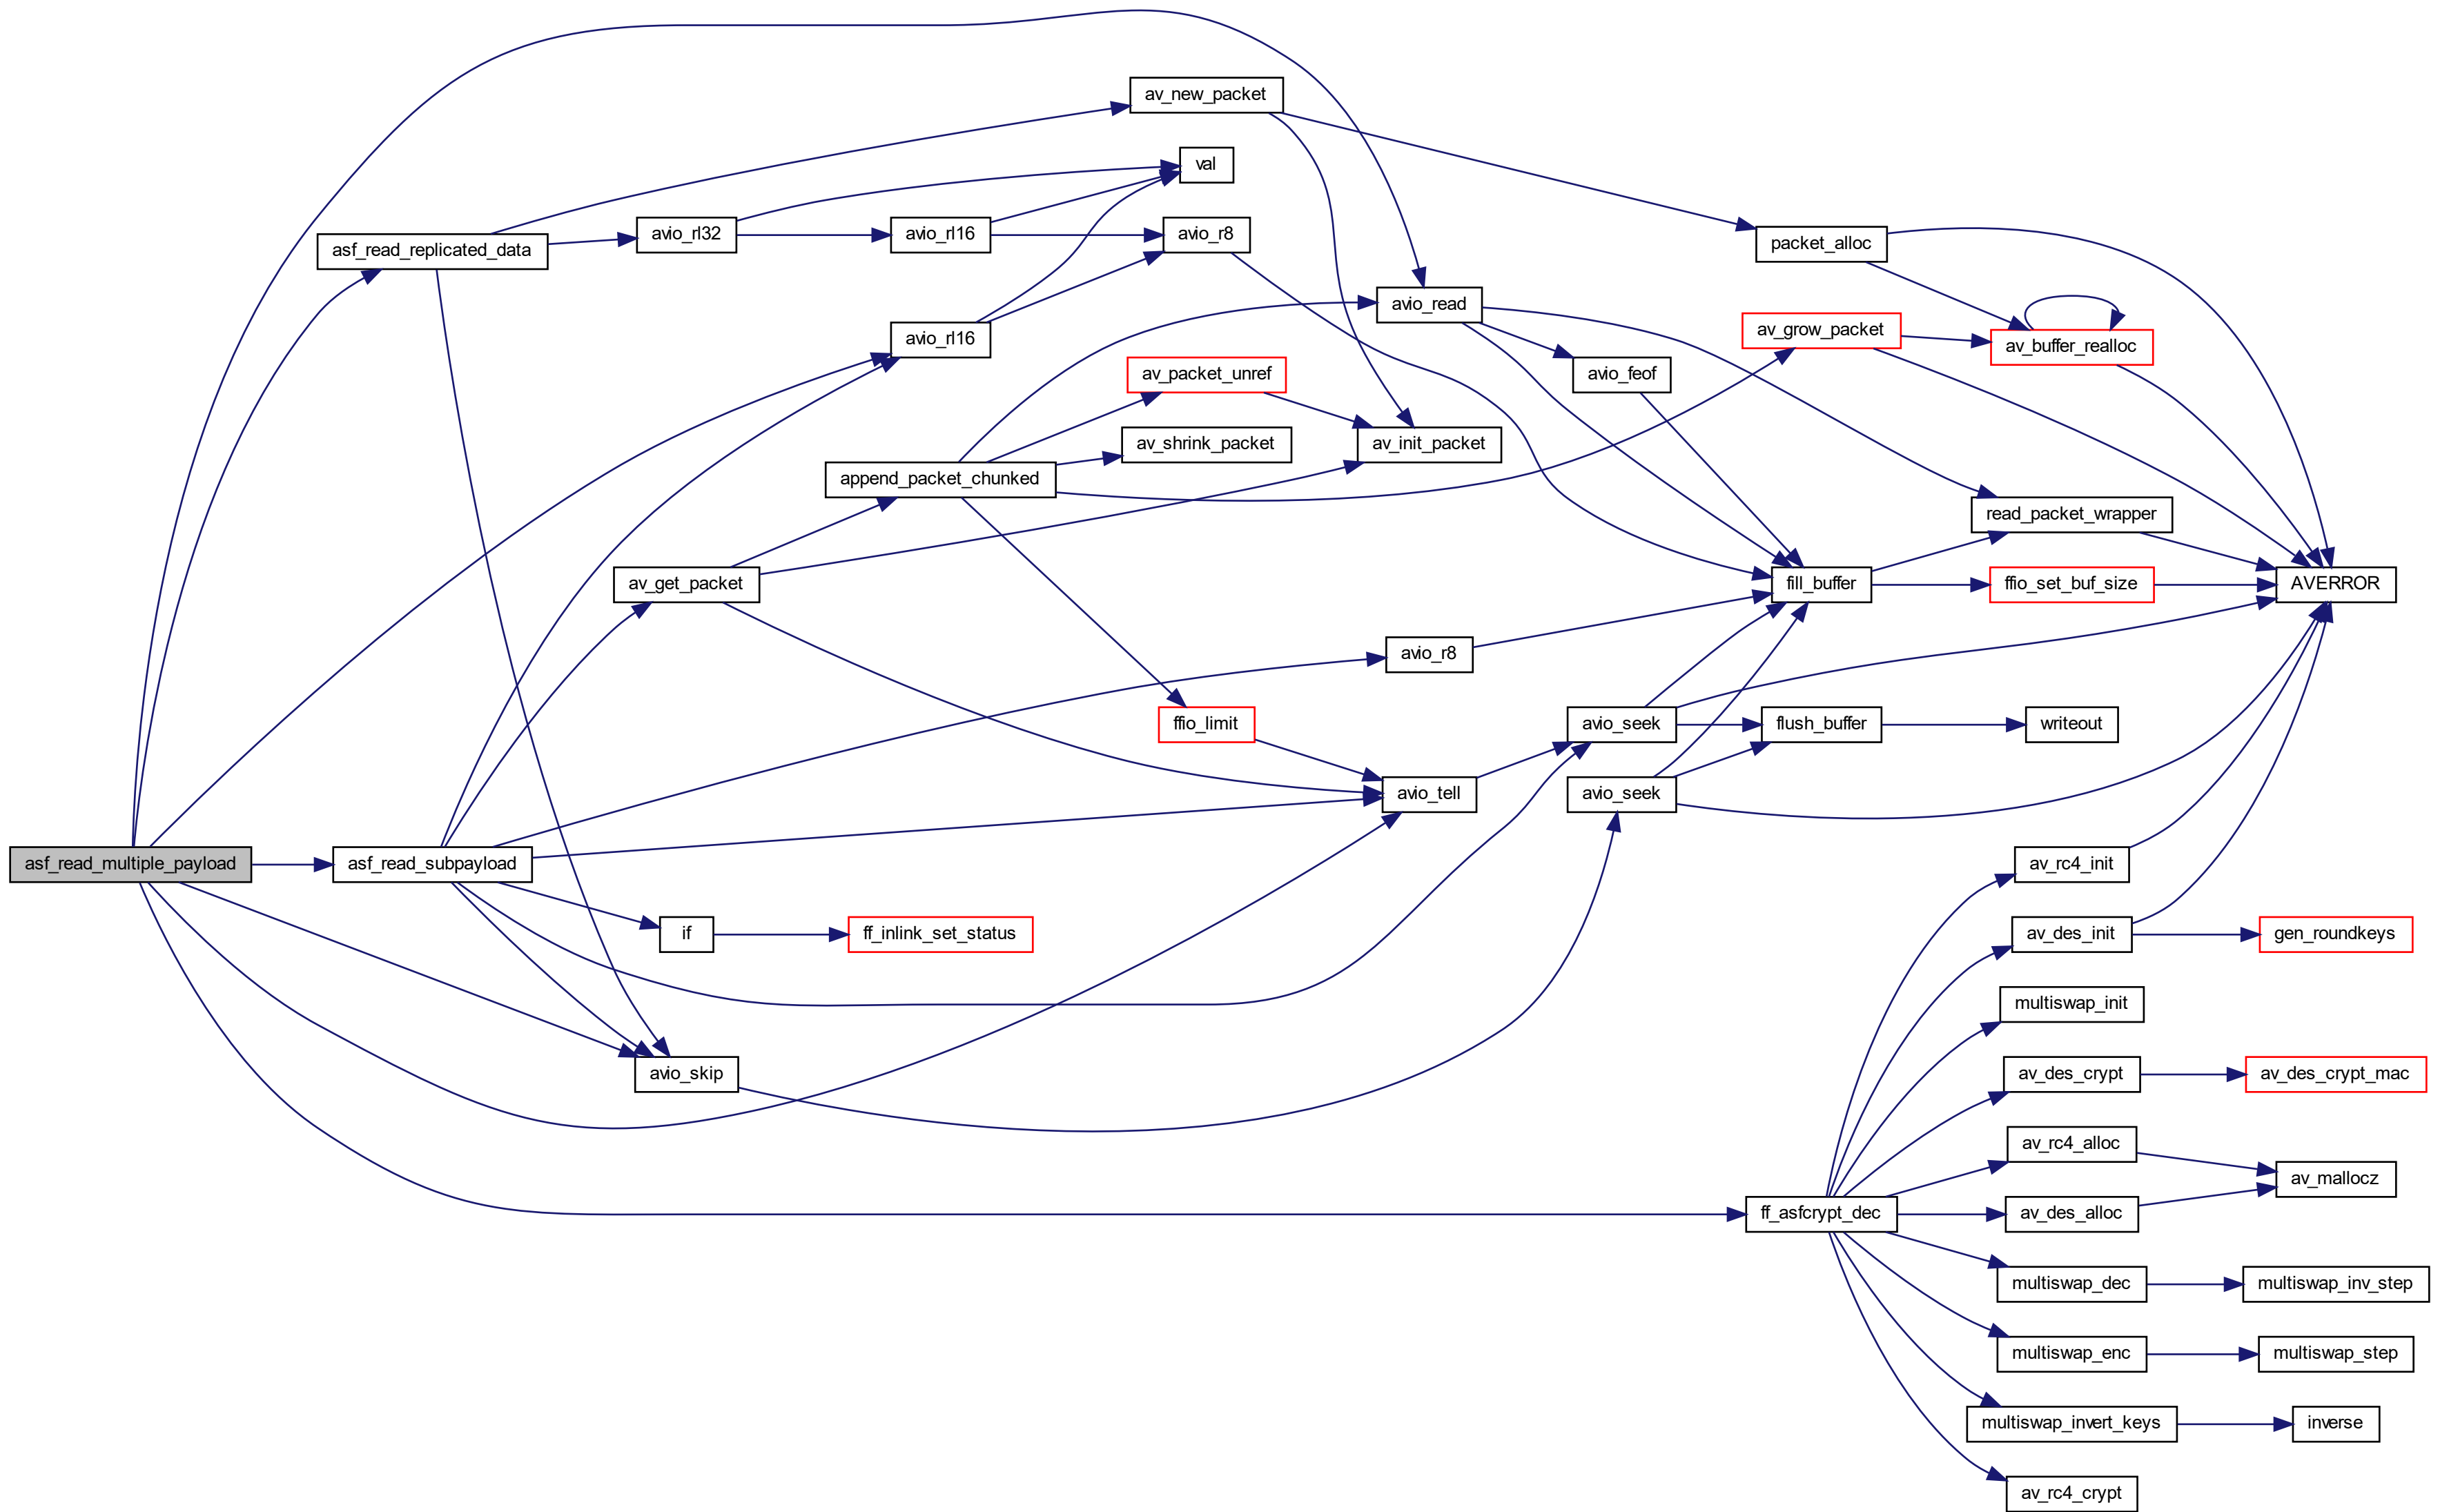 av_new_packet
val
avio_rl32
avio_rl16
avio_r8
asf_read_replicated_data
packet_alloc
avio_read
av_grow_packet
avio_rl16
av_buffer_realloc
av_packet_unref
avio_feof
av_shrink_packet
av_init_packet
append_packet_chunked
read_packet_wrapper
av_get_packet
fill_buffer
ffio_set_buf_size
AVERROR
avio_r8
ffio_limit
avio_seek
flush_buffer
writeout
avio_tell
avio_seek
asf_read_multiple_payload
asf_read_subpayload
av_rc4_init
if
ff_inlink_set_status
av_des_init
gen_roundkeys
multiswap_init
avio_skip
av_des_crypt
av_des_crypt_mac
av_rc4_alloc
av_mallocz
ff_asfcrypt_dec
av_des_alloc
multiswap_dec
multiswap_inv_step
multiswap_enc
multiswap_step
multiswap_invert_keys
inverse
av_rc4_crypt